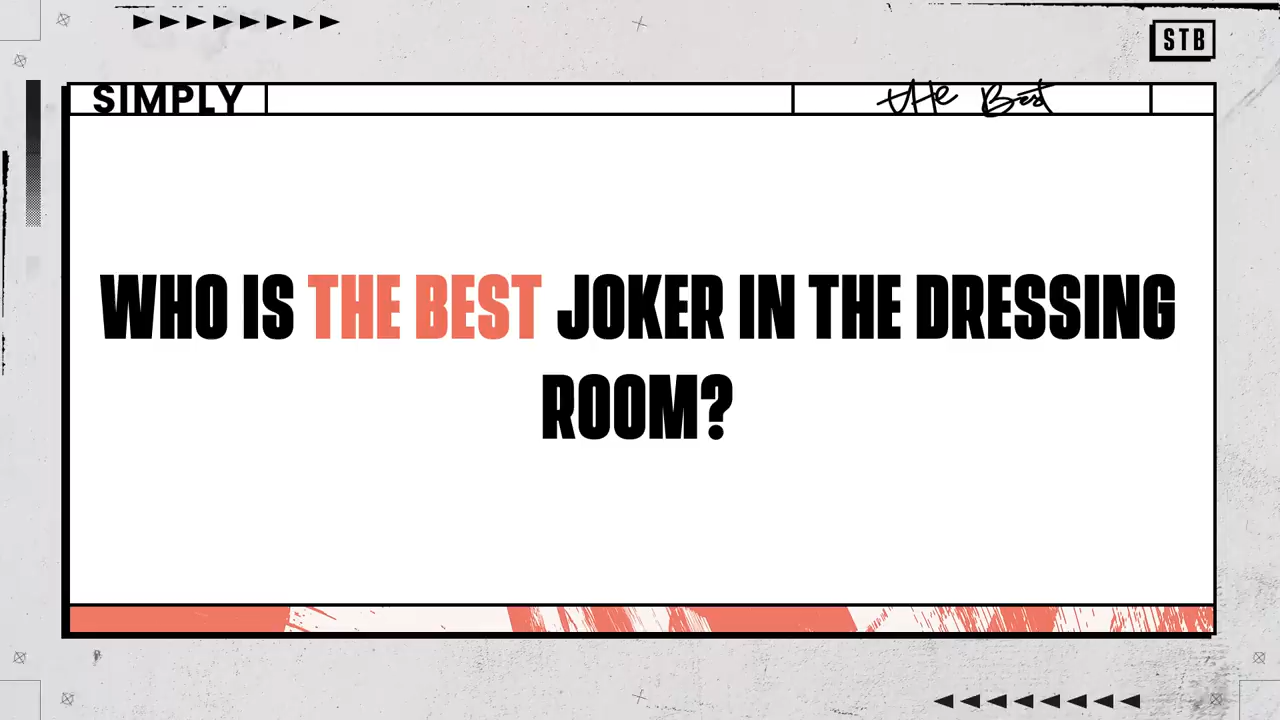 STB
SIMPLY
the Best
WHO IS THE BEST JOKER IN THE DRESSING
ROOM?